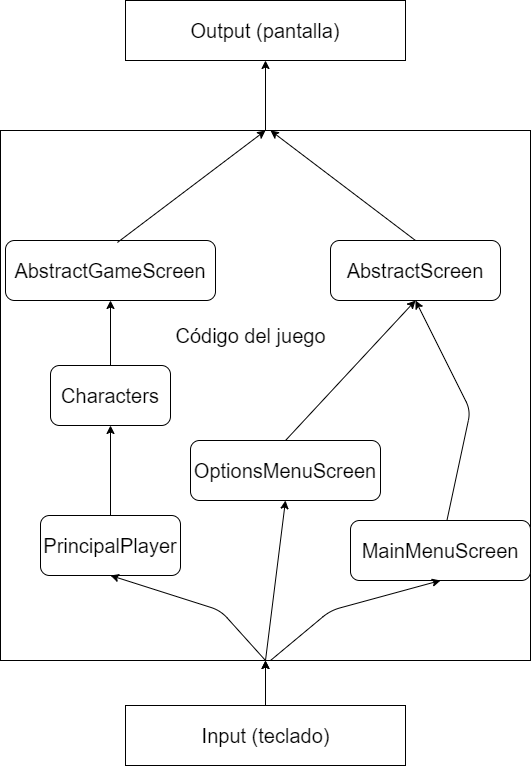 Output (pantalla)
AbstractGameScreen
AbstractScreen
Código del juego
Characters
OptionsMenuScreen
PrincipalPlayer
MainMenuScreen
Input (teclado)